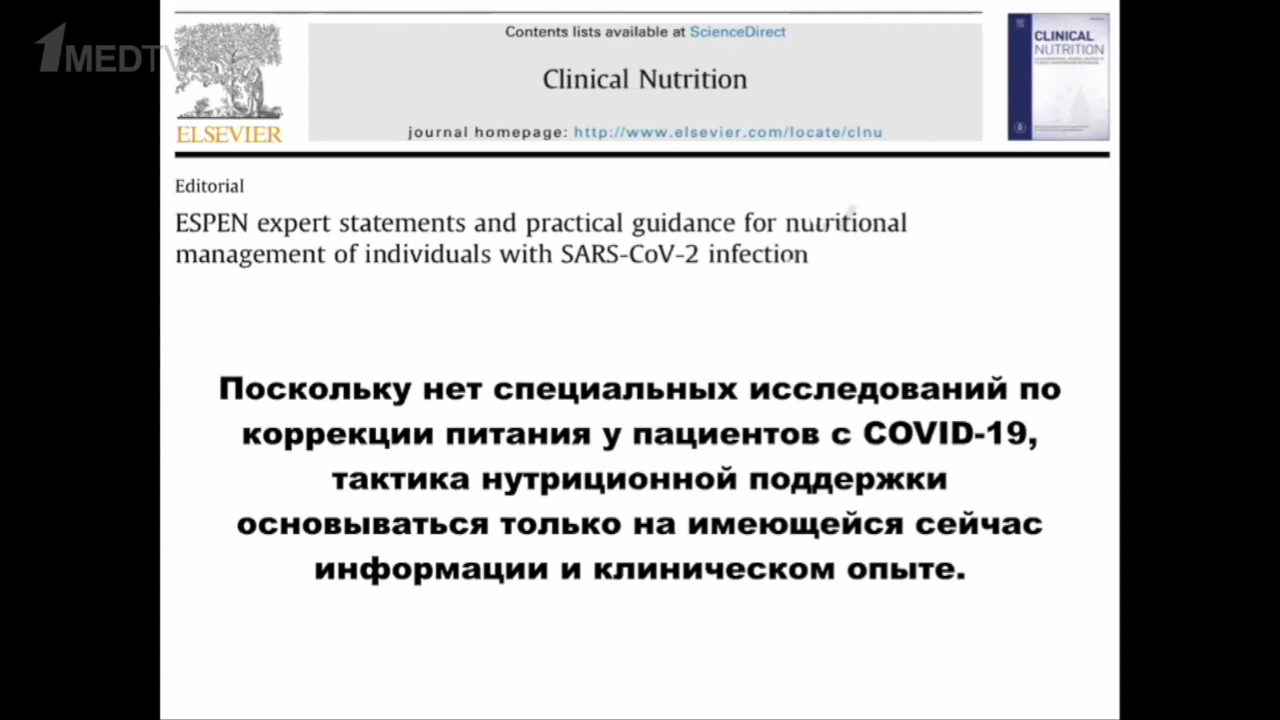 1MEDTV
Contents lists available at ScienceDirect
Clinical Nutrition
journal homepage: http://www.elsevier.com/locate/clnu
ELSEVIER
CLINICAL
NUTRITION
Editorial
ESPEN expert statements and practical guidance for nutritional
management of individuals with SARS-CoV-2 infection
Поскольку нет специальных исследований по
коррекции питания у пациентов с COVID-19,
тактика нутриционной поддержки
основываться только на имеющейся сейчас
информации и клиническом опыте.